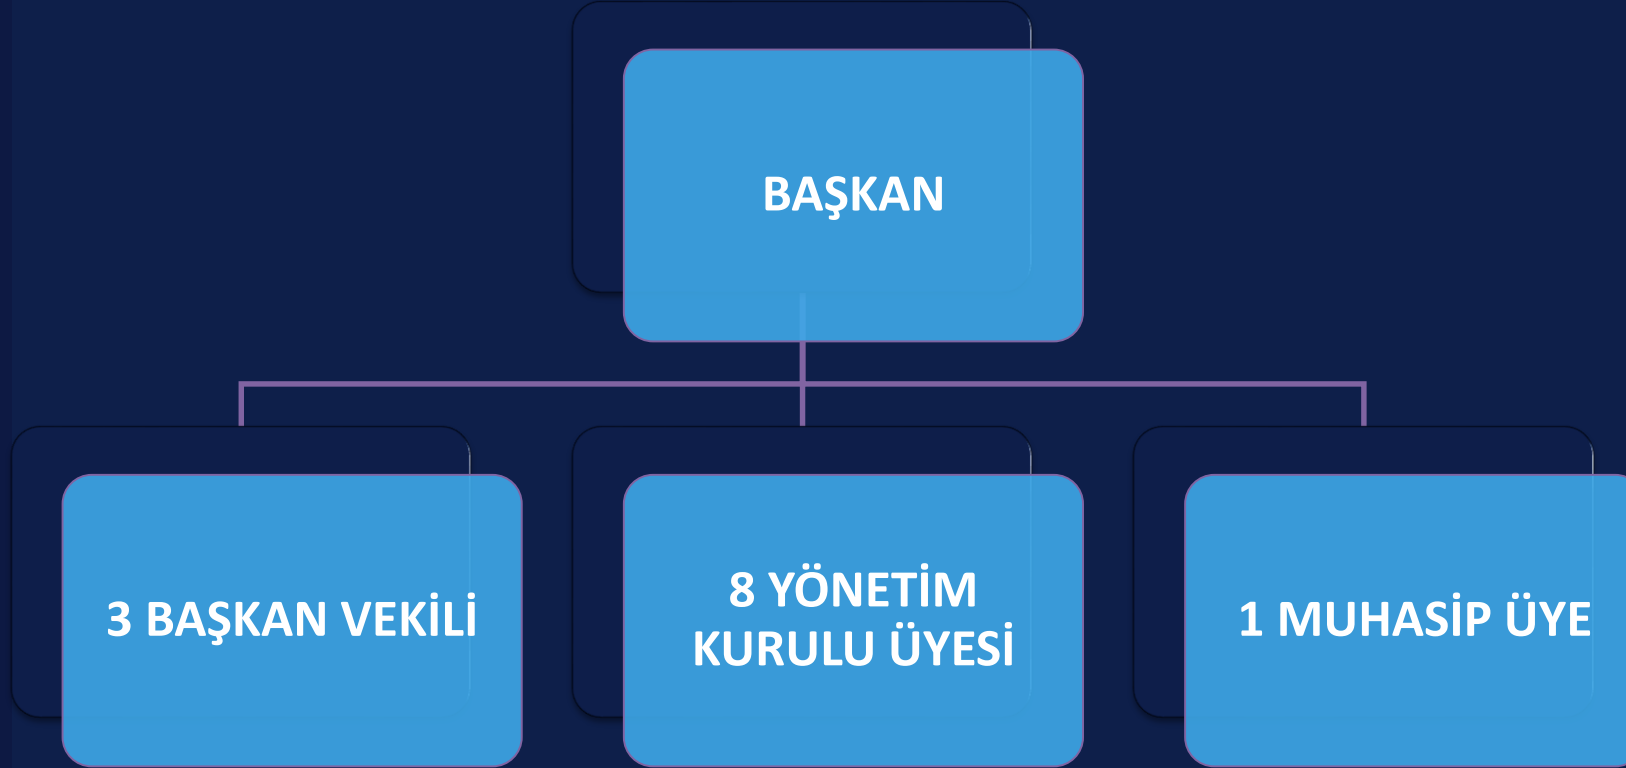 BAŞKAN
3 BAŞKAN VEKİLİ
8 YÖNETİM
KURULU ÜYESİ
1 MUHASİP ÜYE